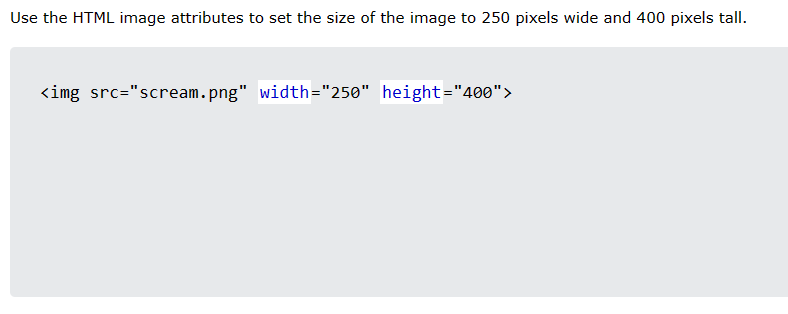 Use the HTML image attributes to set the size of the image to 250 pixels wide and 400 pixels tall.
<img src="scream.png" width="250" height="400">